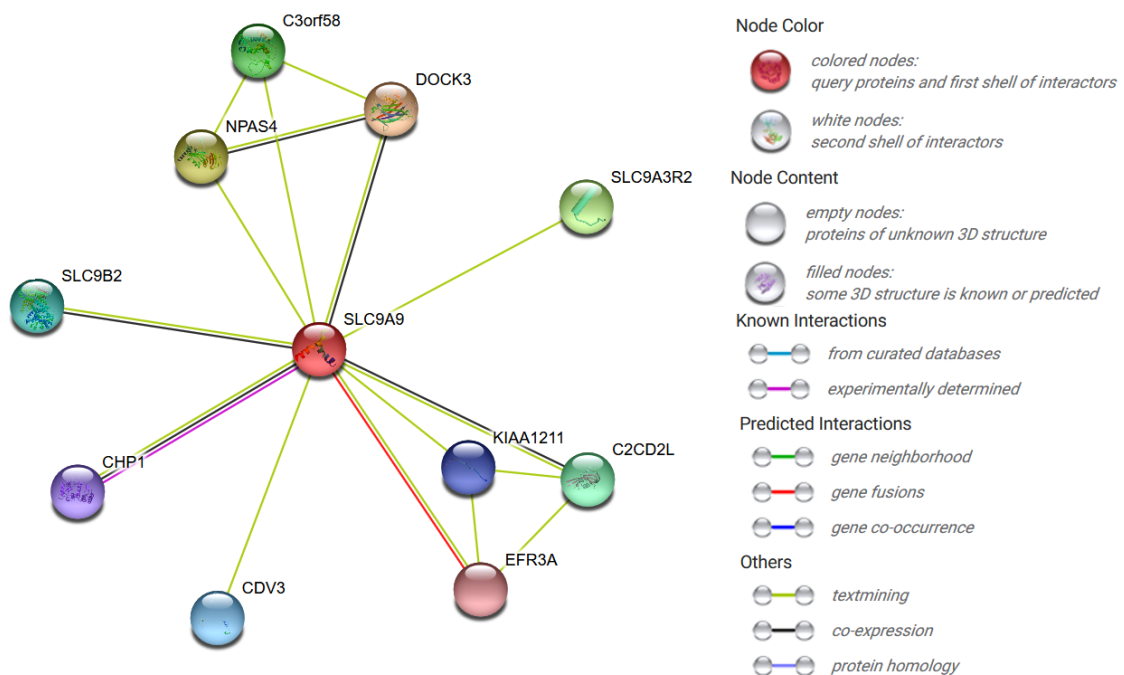 C3orf58
DOCK3
NPAS4
SLC9A3R2
SLC9B2
SLC9A9
KIAA1211
C2CD2L
CHP1
EFR3A
CDV3
Node Color
colored nodes:
query proteins and first shell of interactors
white nodes:
second shell of interactors
Node Content
empty nodes:
proteins of unknown 3D structure
filled nodes:
some 3D structure is known or predicted
Known Interactions
from curated databases
experimentally determined
Predicted Interactions
gene neighborhood
gene fusions
gene co-occurrence
Others
textmining
co-expression
protein homology